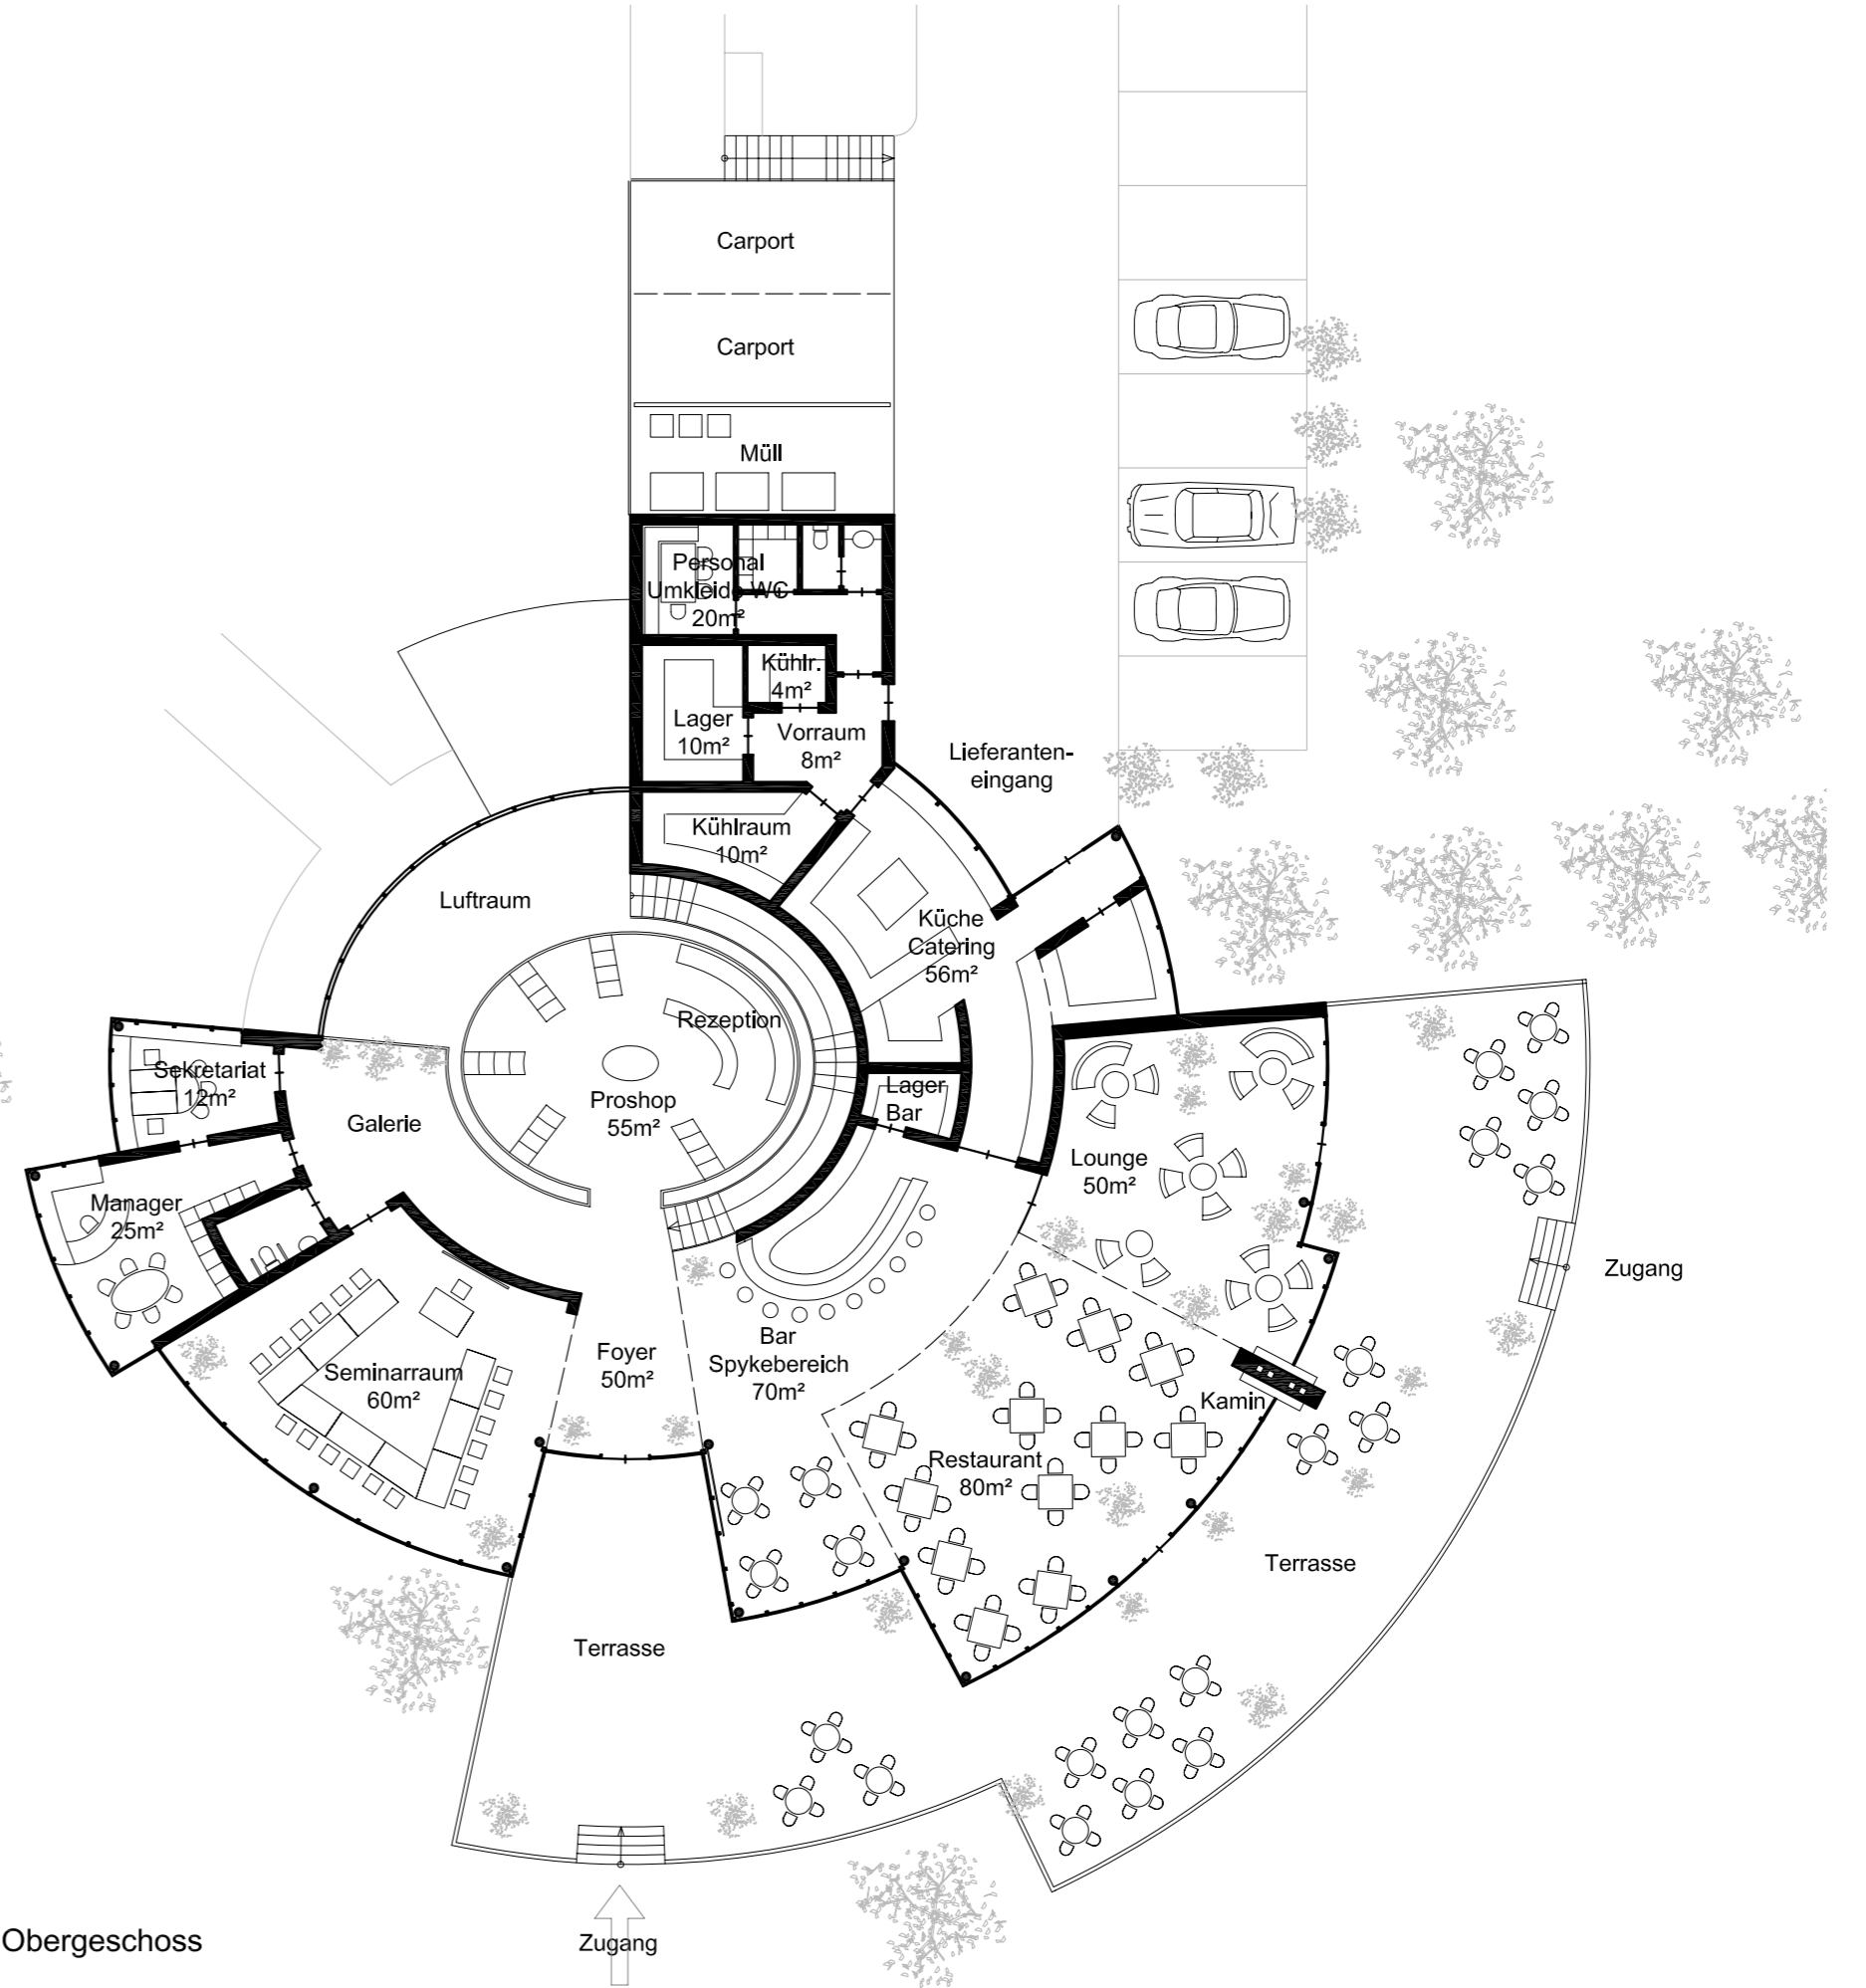 Carport
Carport
Müll
Personal
Umkleide WC
20m²
Kühlr.
4m²
Lager
10m²
Vorraum
8m²
Lieferanten-
eingang
Kühlraum
10m²
Luftraum
Küche
Catering
56m²
Rezeption
Sekretariat
12m²
Proshop
55m²
Lager
Bar
Galerie
Lounge
50m²
Manager
25m²
Zugang
Bar
Spykebereich
70m²
Foyer
50m²
Seminarraum
60m²
Kamin
Restaurant
80m²
Terrasse
Terrasse
Obergeschoss
Zugang